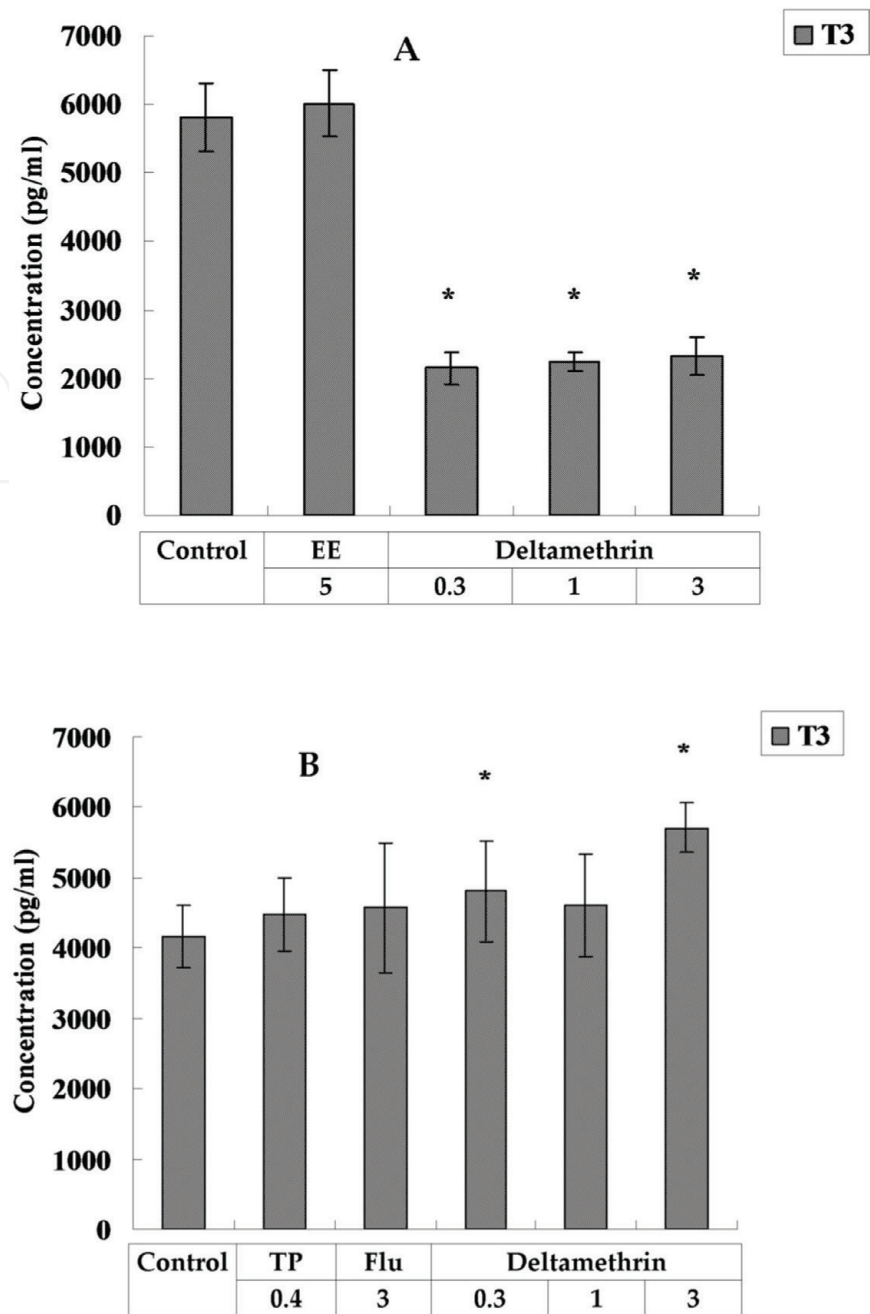 T3
A
7000
6000
5000
4000
3000
2000
1000
0
Concentration (pg/ml)
* * *
Control EE Deltamethrin
5 0.3 1 3
T3
B
7000
6000
5000
4000
3000
2000
1000
0
Concentration (pg/ml)
* *
Control TP Flu Deltamethrin
0.4 3 0.3 1 3